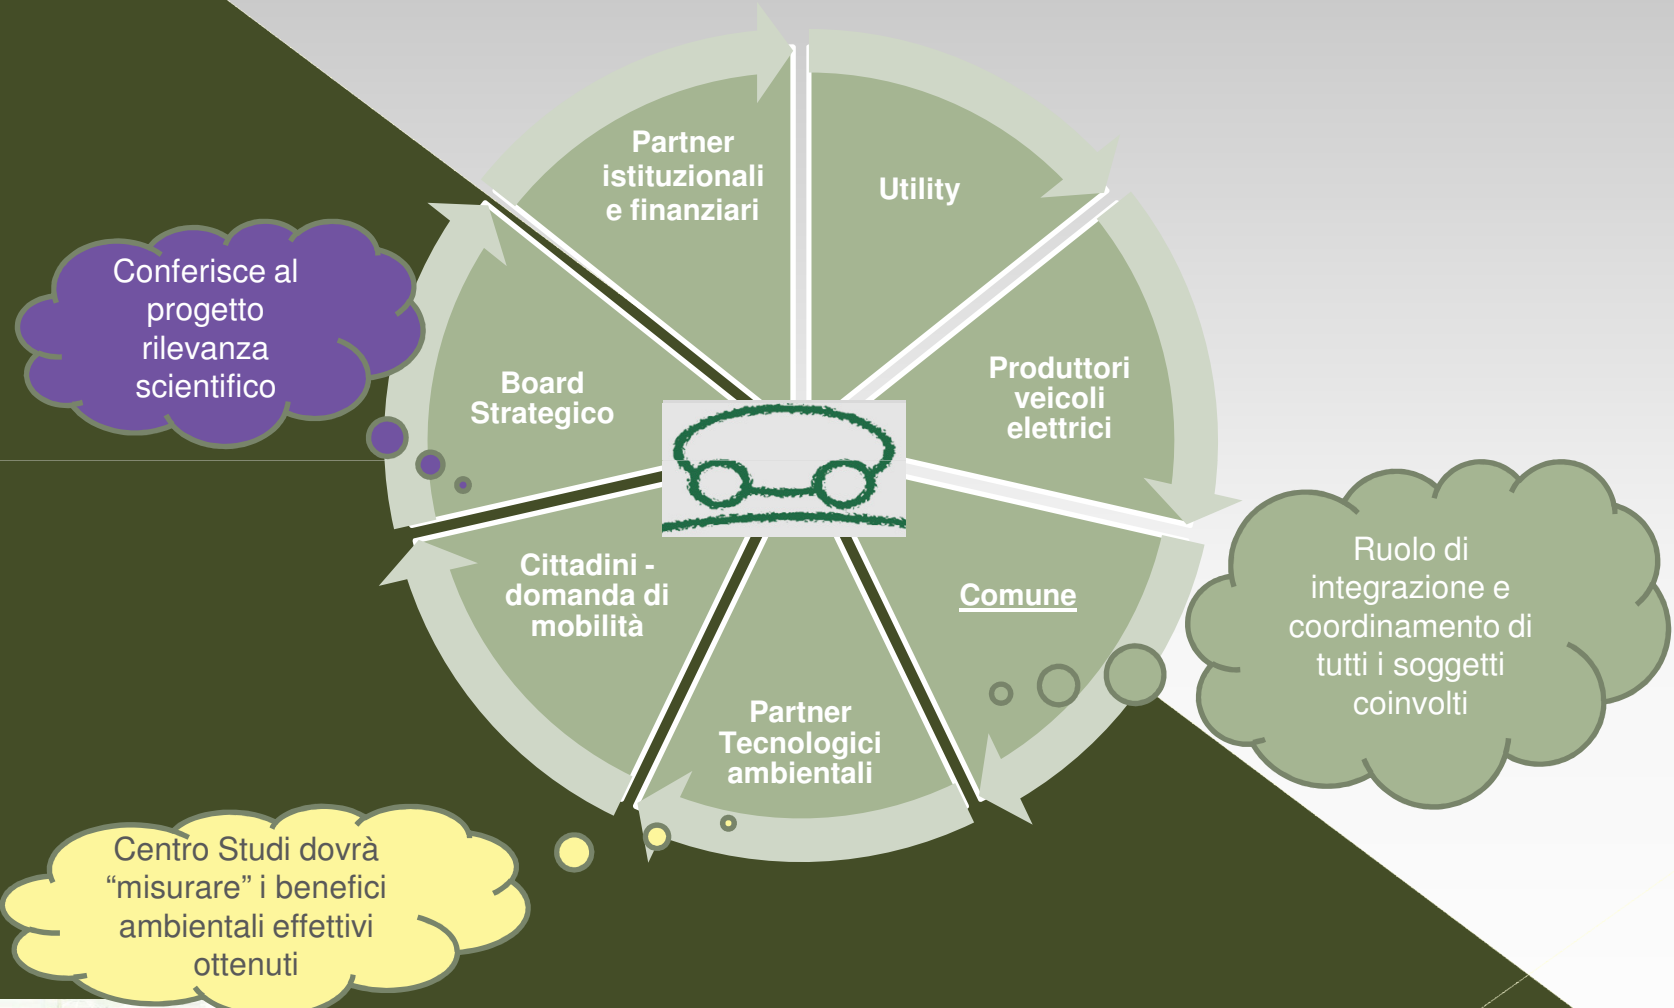 Partner
istituzionali
e finanziari
Utility
Conferisce al
progetto
rilevanza
scientifico
Board
Strategico
Produttori
veicoli
elettrici
Cittadini -
domanda di
mobilità
Comune
Ruolo di
integrazione e
coordinamento di
tutti i soggetti
coinvolti
Partner
Tecnologici
ambientali
Centro Studi dovrà
“misurare” i benefici
ambientali effettivi
ottenuti